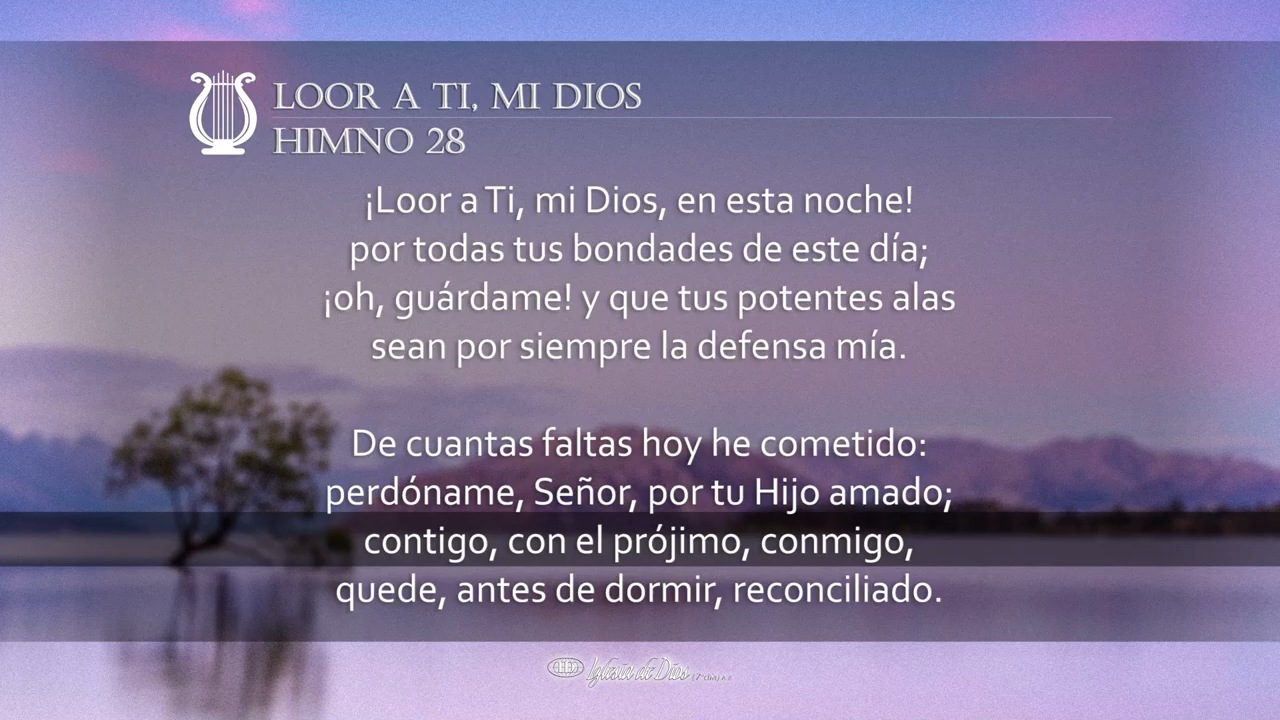 LOOR A TI, MI DIOS
HIMNO 28
¡Loor a Ti, mi Dios, en esta noche!
por todas tus bondades de este día;
¡oh, guárdame! y que tus potentes alas
sean por siempre la defensa mía.
De cuantas faltas hoy he cometido:
perdóname, Señor, por tu Hijo amado;
contigo, con el prójimo, conmigo,
quede, antes de dormir, reconciliado.
Iglesia de Dios